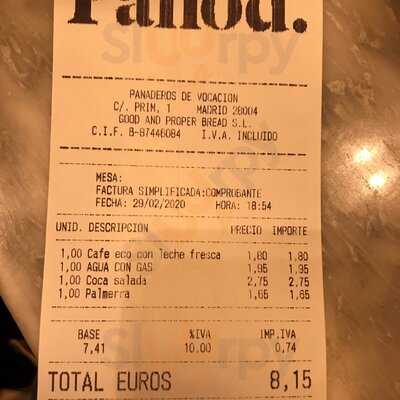 Panod.
Sluurpy
PANADEROS DE VOCACION
C/. PRIM, 1 MADRID 28004
GOOD AND PROPER BREAD S.L.
C.I.F. B-87446084 I.V.A. INCLUIDO
MESA:
FACTURA SIMPLIFICADA:COMPROBANTE
FECHA: 29/02/2020 HORA: 18:54
UNID. DESCRIPCIÓN PRECIO IMPORTE
1,00 Cafe eco con leche fresca 1,80 1,80
1,00 AGUA CON GAS 1,95 1,95
1,00 Coca salada 2,75 2,75
1,00 Palmerra 1,65 1,65
BASE %IVA IMP.IVA
7,41 10.00 0,74
Sluurpy
TOTAL EUROS 8,15